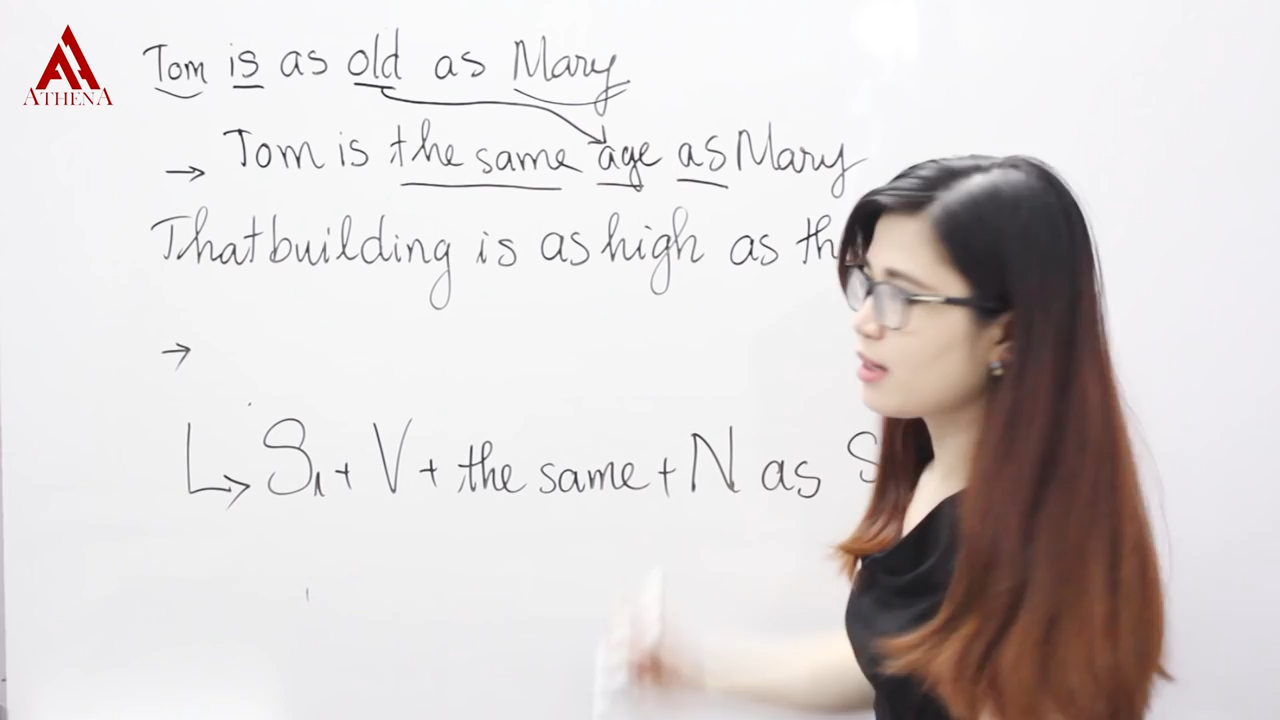 ATHENA
Tom is as old as Mary
→ Tom is the same age as Mary
That building is as high as th
→
↳ S1 + V + the same + N as S